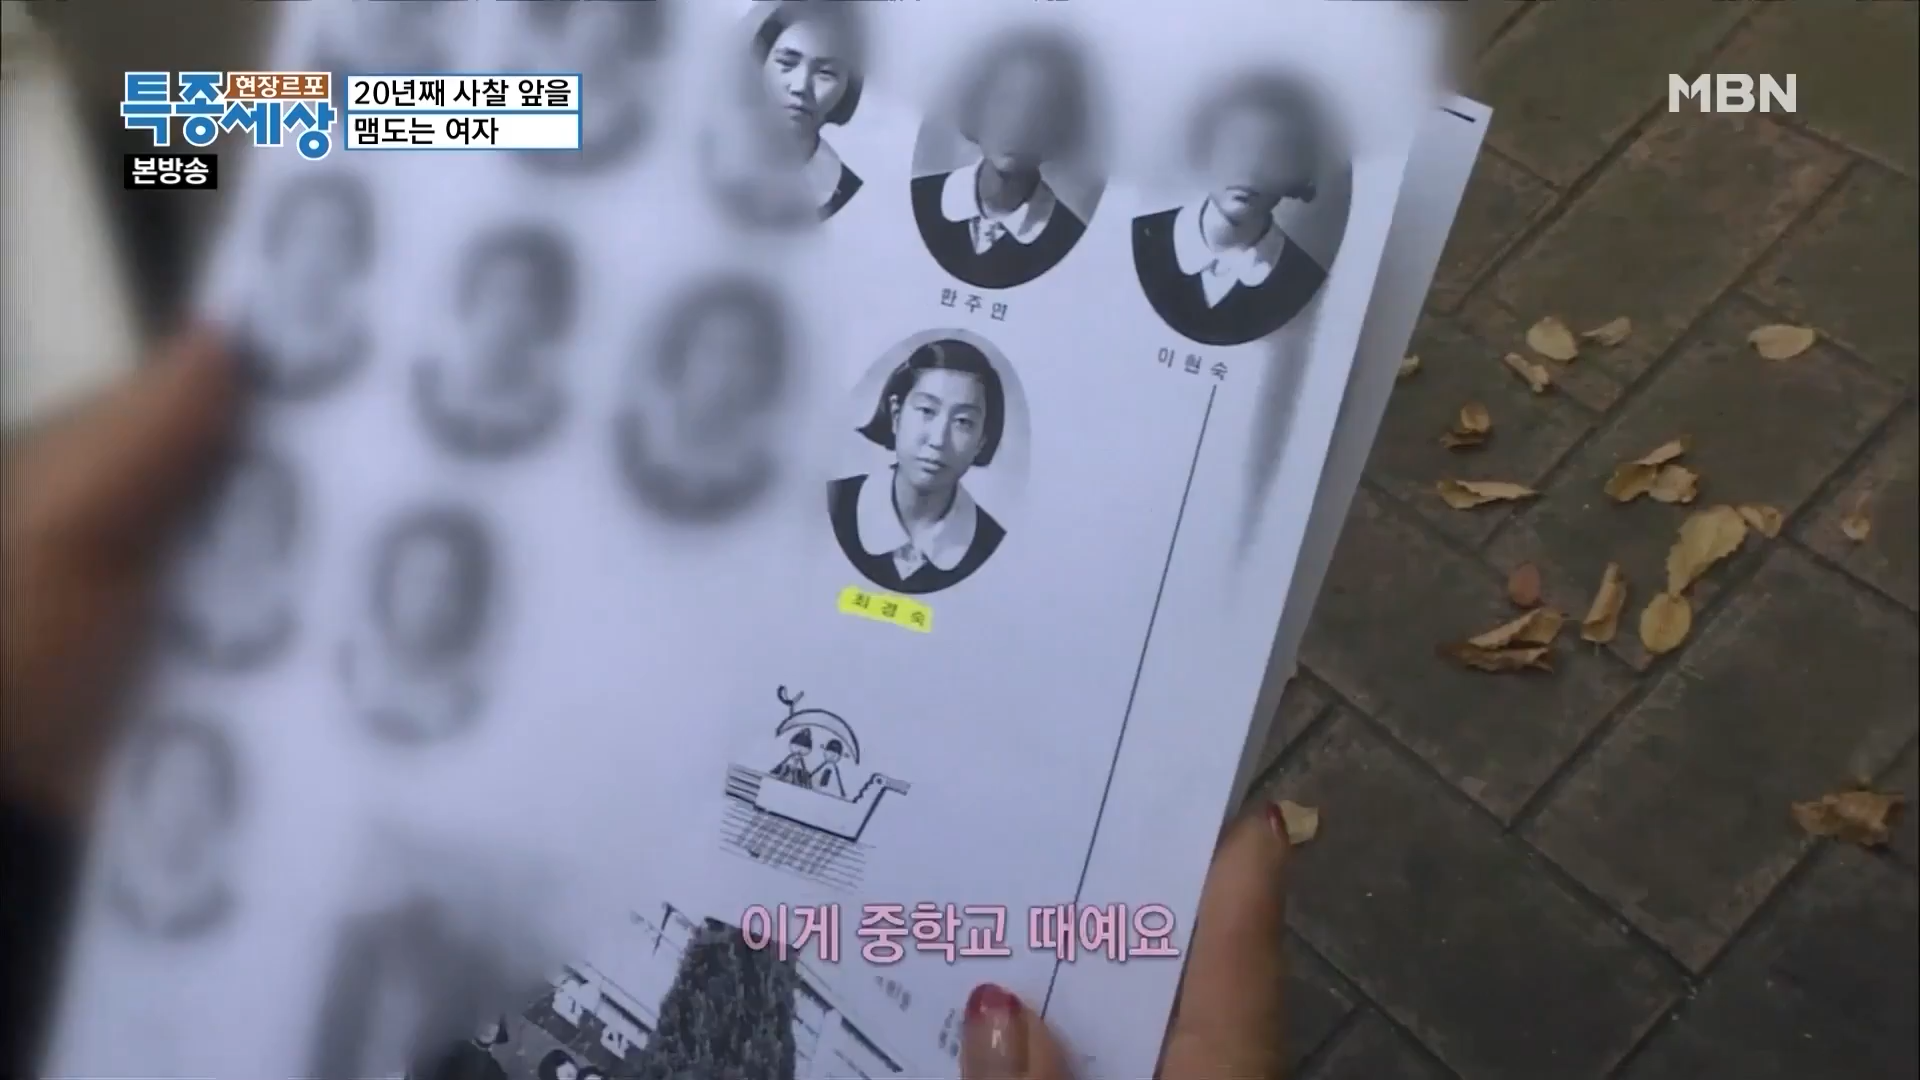 특종세상
현장르포
20년째 사찰 앞을
맴도는 여자
본방송
MBN
한 주 연
이 현 숙
최 경 숙
이게 중학교 때예요